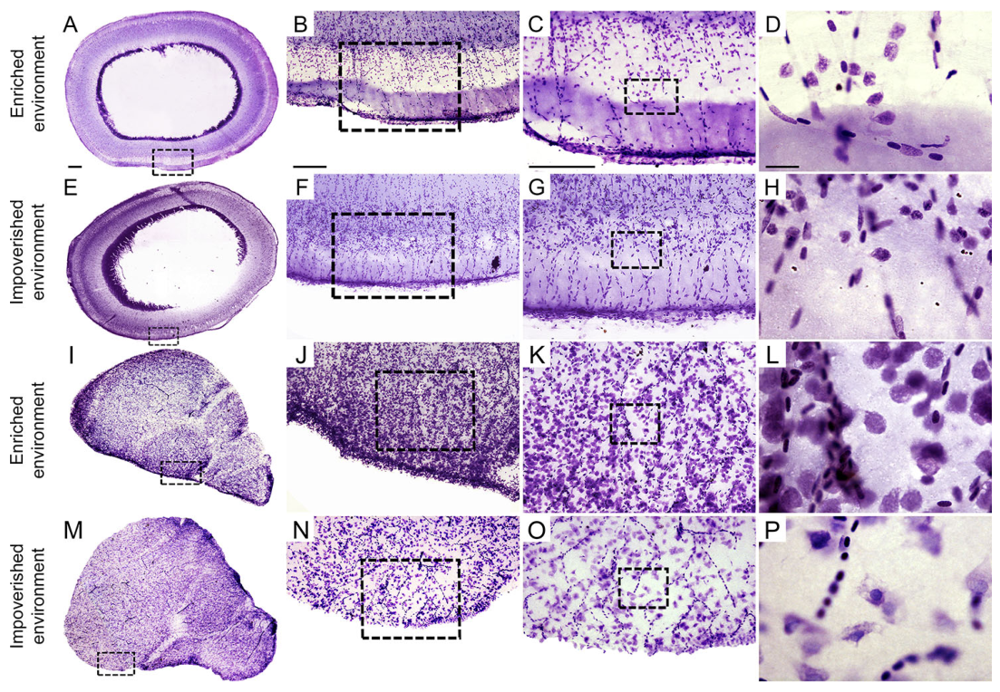 Enriched
environment
A
B
C
D
Impoverished
environment
E
F
G
H
Enriched
environment
I
J
K
L
Impoverished
environment
M
N
O
P